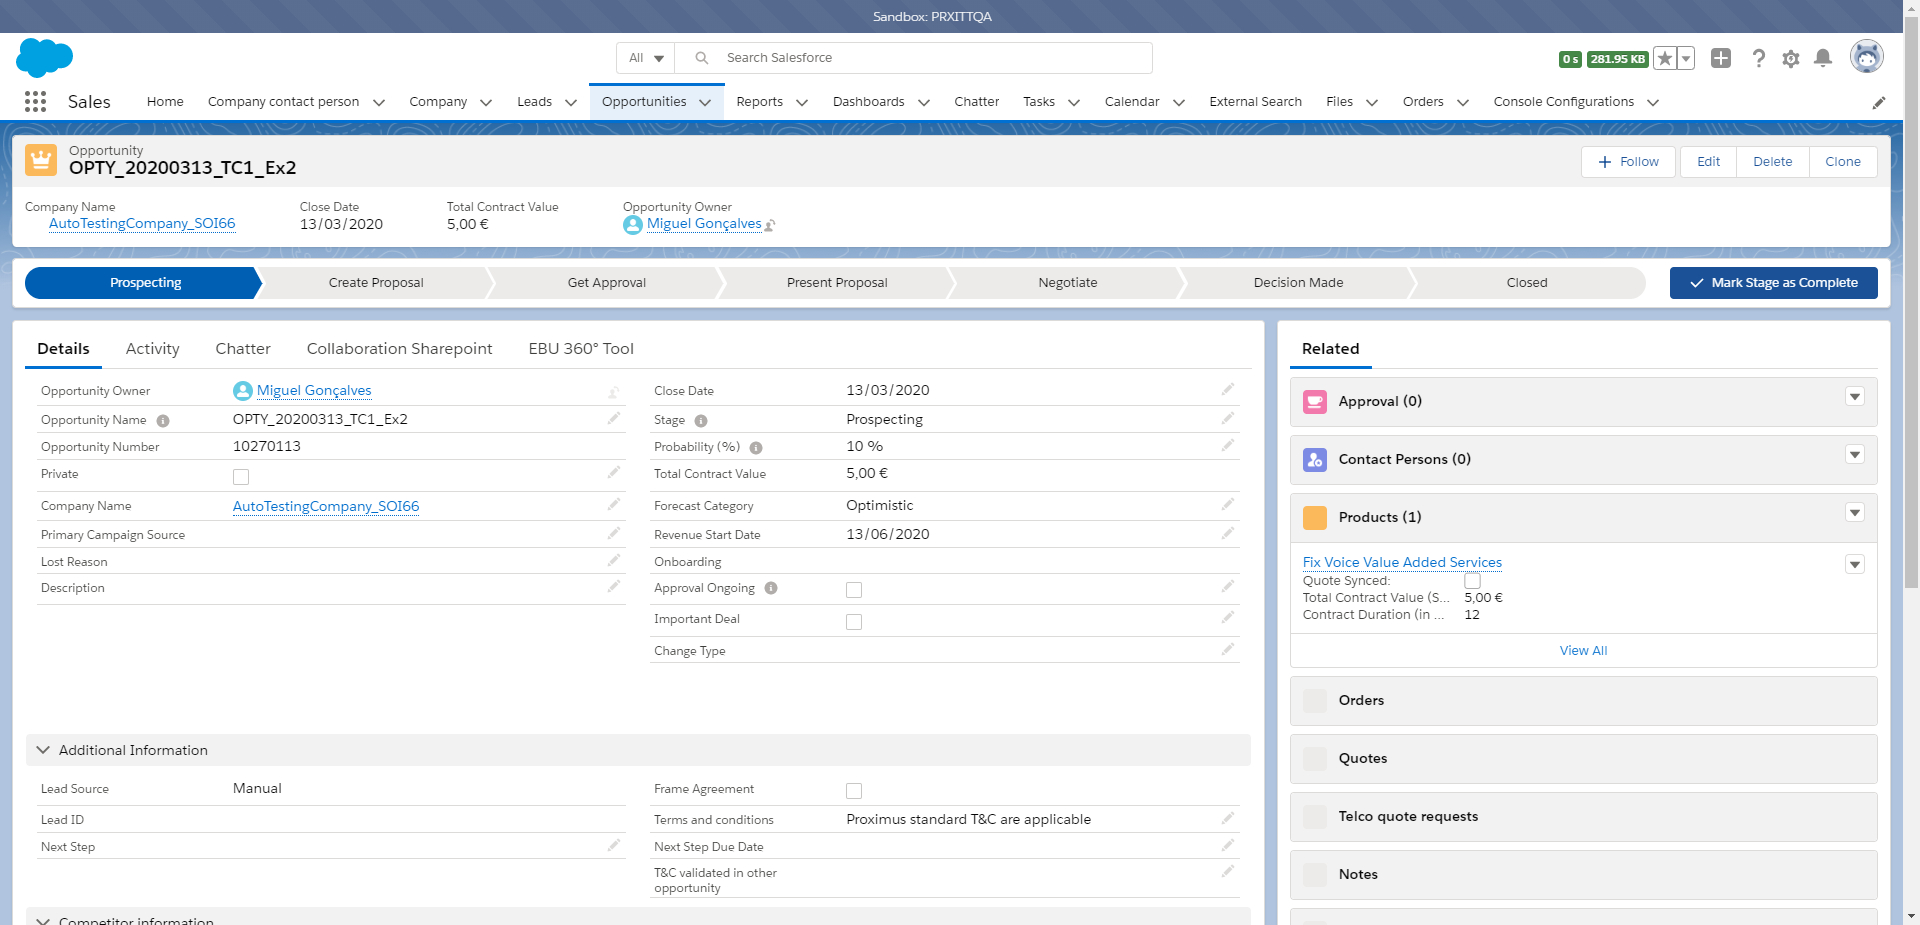 Sandbox: PRXITTQA
All
Search Salesforce
0 s
281.95 KB
Sales
Home
Company contact person
Company
Leads
Opportunities
Reports
Dashboards
Chatter
Tasks
Calendar
External Search
Files
Orders
Console Configurations
Opportunity
OPTY_20200313_TC1_Ex2
Follow
Edit
Delete
Clone
Company Name
AutoTestingCompany_SOI66
Close Date
13/03/2020
Total Contract Value
5,00 €
Opportunity Owner
Miguel Gonçalves
Prospecting
Create Proposal
Get Approval
Present Proposal
Negotiate
Decision Made
Closed
Mark Stage as Complete
Details
Activity
Chatter
Collaboration Sharepoint
EBU 360° Tool
Opportunity Owner
Miguel Gonçalves
Opportunity Name
OPTY_20200313_TC1_Ex2
Opportunity Number
10270113
Private
Company Name
AutoTestingCompany_SOI66
Primary Campaign Source
Lost Reason
Description
Close Date
13/03/2020
Stage
Prospecting
Probability (%)
10 %
Total Contract Value
5,00 €
Forecast Category
Optimistic
Revenue Start Date
13/06/2020
Onboarding
Approval Ongoing
Important Deal
Change Type
Additional Information
Lead Source
Manual
Lead ID
Next Step
Frame Agreement
Terms and conditions
Proximus standard T&C are applicable
Next Step Due Date
T&C validated in other
opportunity
Competitor information
Related
Approval (0)
Contact Persons (0)
Products (1)
Fix Voice Value Added Services
Quote Synced:
Total Contract Value (S...
5,00 €
Contract Duration (in ...
12
View All
Orders
Quotes
Telco quote requests
Notes